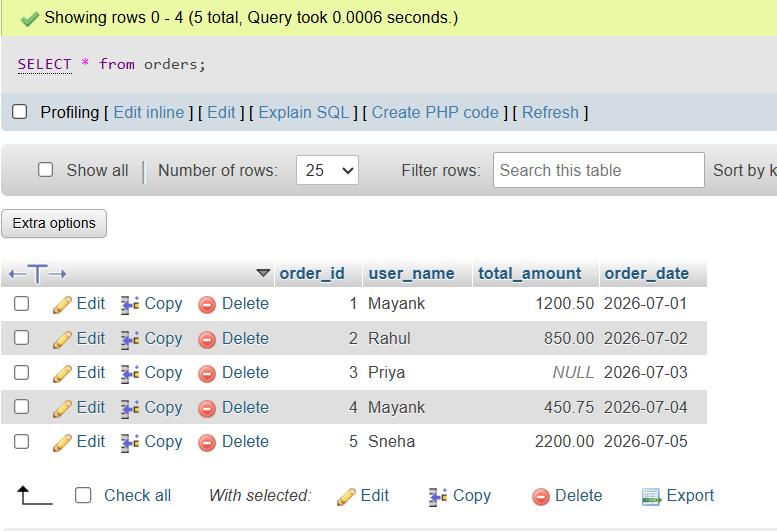 Showing rows 0 - 4 (5 total, Query took 0.0006 seconds.)
SELECT * from orders;
Profiling [ Edit inline ] [ Edit ] [ Explain SQL ] [ Create PHP code ] [ Refresh ]
Show all Number of rows: 25 Filter rows: Search this table Sort by k
Extra options
order_id user_name total_amount order_date
Edit Copy Delete 1 Mayank 1200.50 2026-07-01
Edit Copy Delete 2 Rahul 850.00 2026-07-02
Edit Copy Delete 3 Priya NULL 2026-07-03
Edit Copy Delete 4 Mayank 450.75 2026-07-04
Edit Copy Delete 5 Sneha 2200.00 2026-07-05
Check all With selected: Edit Copy Delete Export